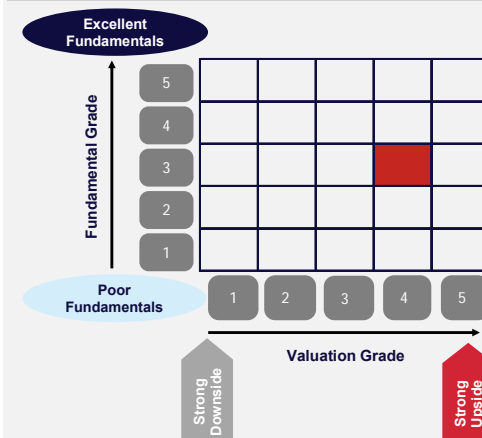 Excellent
Fundamentals
Fundamental Grade
5
4
3
2
1
Poor
Fundamentals
1
2
3
4
5
Valuation Grade
Strong
Downside
Strong
Upside